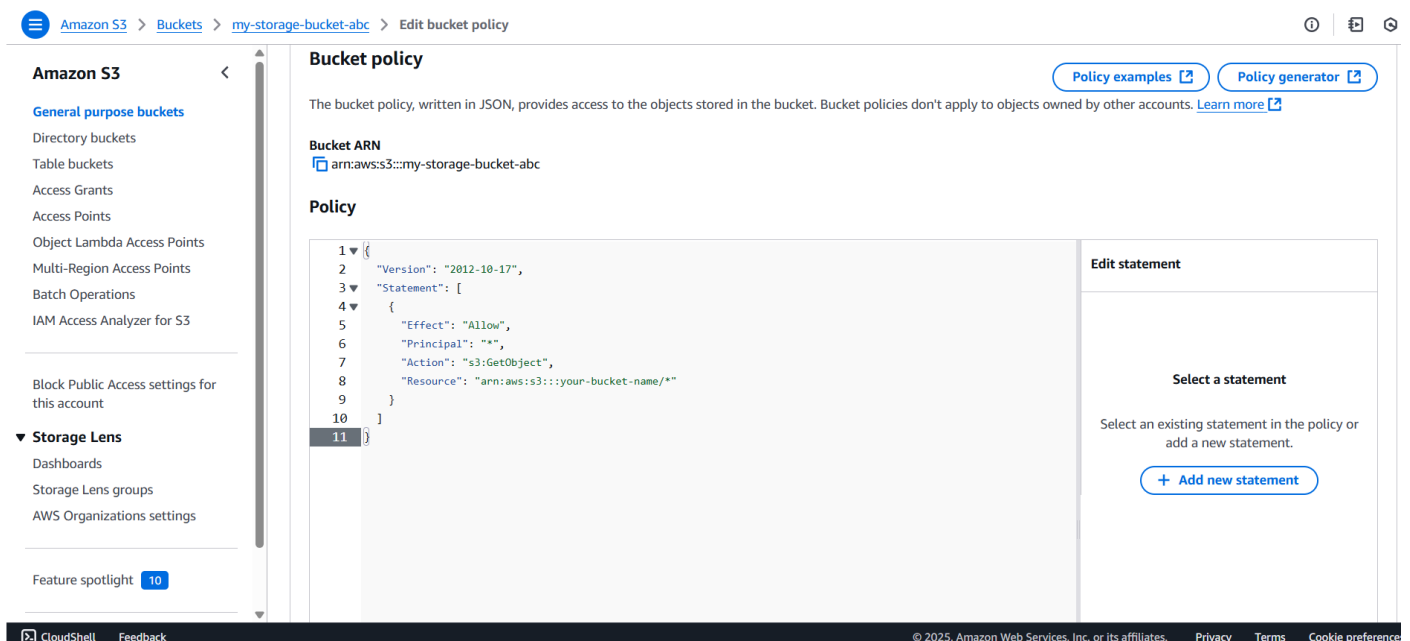 Amazon S3 > Buckets > my-storage-bucket-abc > Edit bucket policy
Amazon S3
General purpose buckets
Directory buckets
Table buckets
Access Grants
Access Points
Object Lambda Access Points
Multi-Region Access Points
Batch Operations
IAM Access Analyzer for S3
Block Public Access settings for
this account
Storage Lens
Dashboards
Storage Lens groups
AWS Organizations settings
Feature spotlight 10
Bucket policy
Policy examples
Policy generator
The bucket policy, written in JSON, provides access to the objects stored in the bucket. Bucket policies don't apply to objects owned by other accounts. Learn more
Bucket ARN
arn:aws:s3:::my-storage-bucket-abc
Policy
1 {
2 "Version": "2012-10-17",
3 "Statement": [
4 {
5 "Effect": "Allow",
6 "Principal": "*",
7 "Action": "s3:GetObject",
8 "Resource": "arn:aws:s3:::your-bucket-name/*"
9 }
10 ]
11 }
Edit statement
Select a statement
Select an existing statement in the policy or
add a new statement.
+ Add new statement
CloudShell Feedback © 2025, Amazon Web Services, Inc. or its affiliates. Privacy Terms Cookie preferences